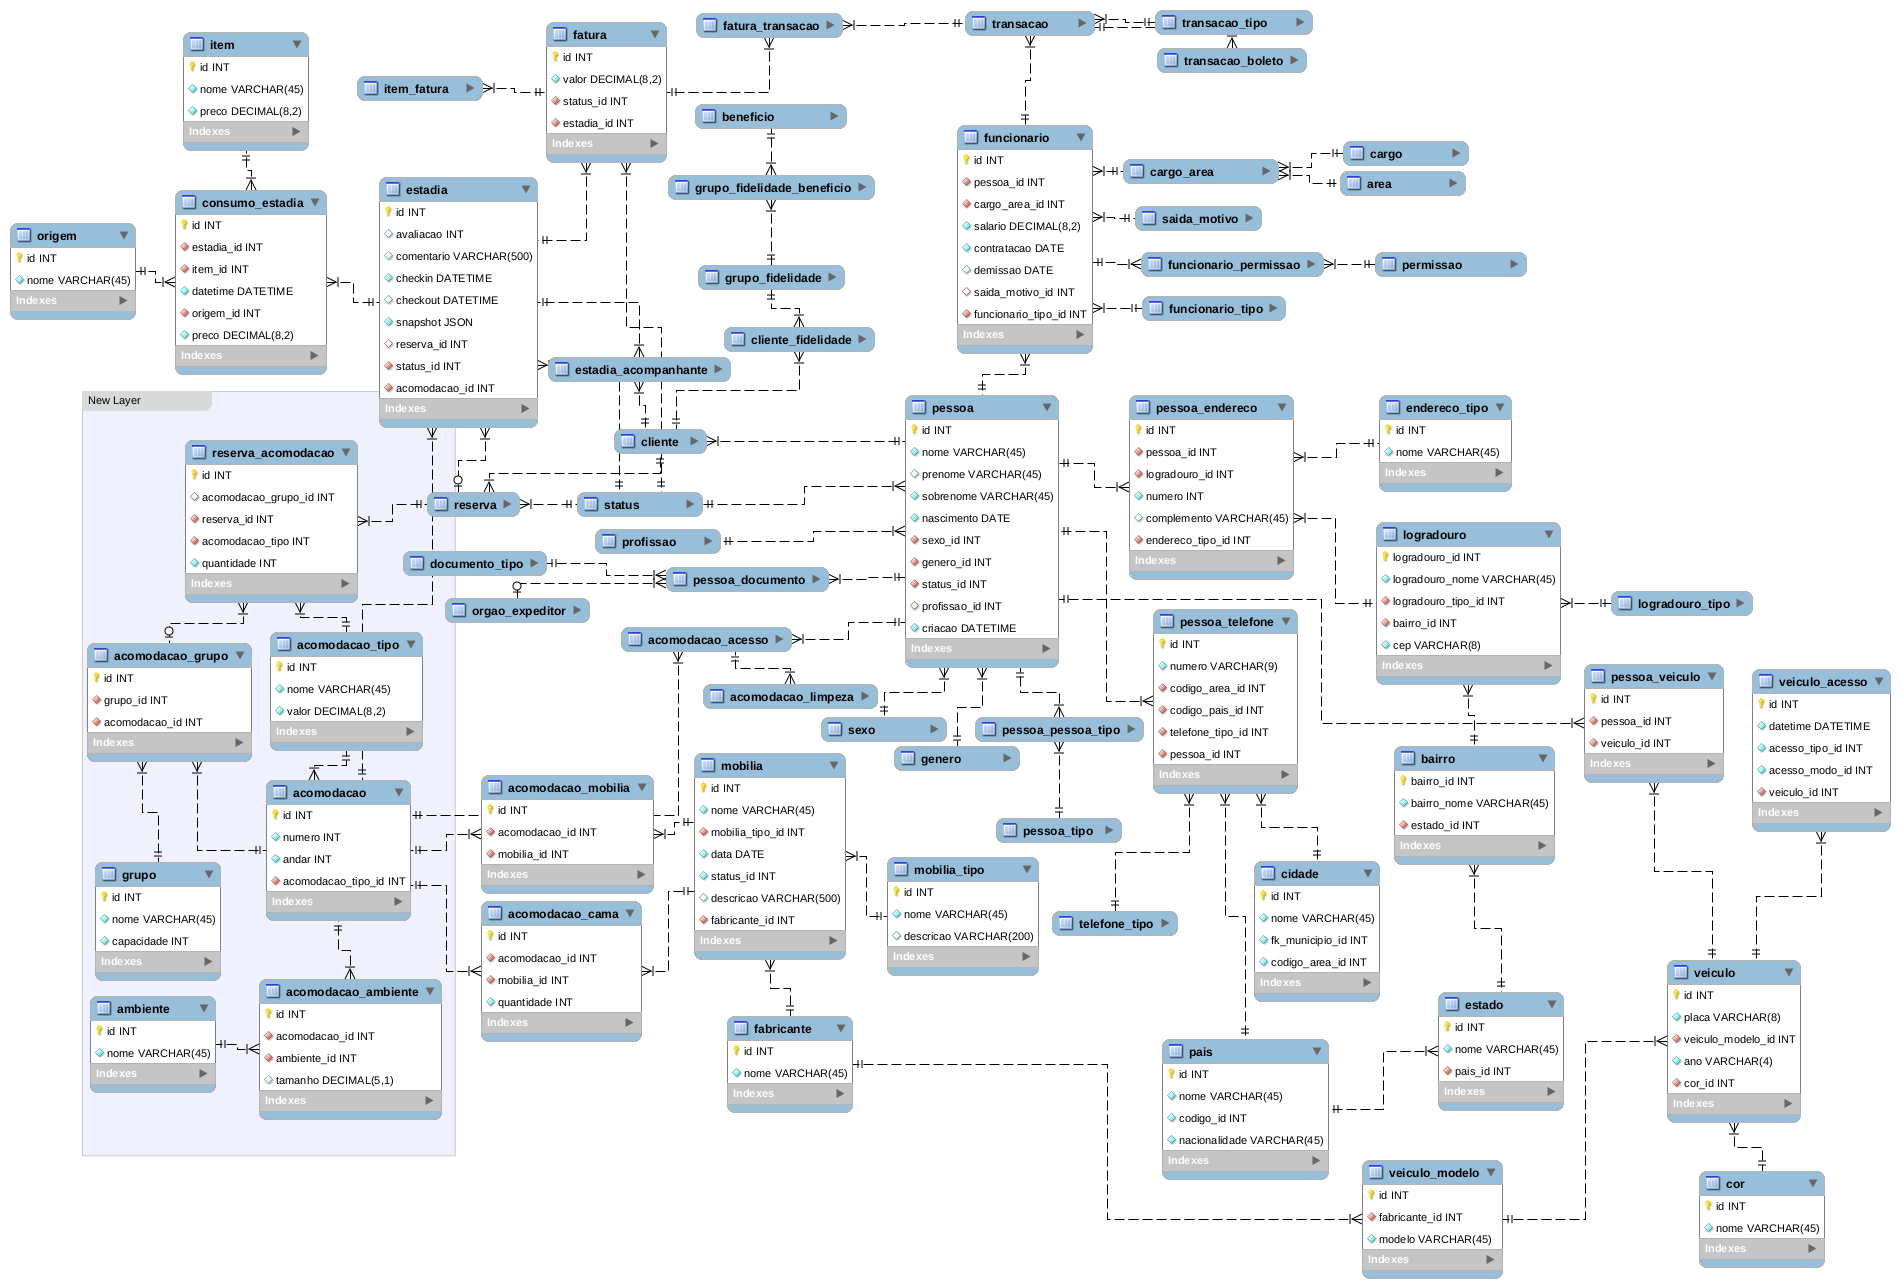 item
id INT
nome VARCHAR(45)
preco DECIMAL(8,2)
Indexes
fatura
id INT
valor DECIMAL(8,2)
status_id INT
estadia_id INT
Indexes
item_fatura
fatura_transacao
transacao
transacao_tipo
transacao_boleto
beneficio
grupo_fidelidade_beneficio
grupo_fidelidade
cliente_fidelidade
funcionario
id INT
pessoa_id INT
cargo_area_id INT
salario DECIMAL(8,2)
contratacao DATE
demissao DATE
saida_motivo_id INT
funcionario_tipo_id INT
Indexes
cargo_area
cargo
area
saida_motivo
funcionario_permissao
permissao
funcionario_tipo
origem
id INT
nome VARCHAR(45)
Indexes
consumo_estadia
id INT
estadia_id INT
item_id INT
datetime DATETIME
origem_id INT
preco DECIMAL(8,2)
Indexes
estadia
id INT
avaliacao INT
comentario VARCHAR(500)
checkin DATETIME
checkout DATETIME
snapshot JSON
reserva_id INT
status_id INT
acomodacao_id INT
Indexes
estadia_acompanhante
cliente
reserva
status
profissao
documento_tipo
pessoa_documento
orgao_expeditor
acomodacao_acesso
acomodacao_limpeza
New Layer
reserva_acomodacao
id INT
acomodacao_grupo_id INT
reserva_id INT
acomodacao_tipo INT
quantidade INT
Indexes
acomodacao_grupo
id INT
grupo_id INT
acomodacao_id INT
Indexes
acomodacao_tipo
id INT
nome VARCHAR(45)
valor DECIMAL(8,2)
Indexes
acomodacao
id INT
numero INT
andar INT
acomodacao_tipo_id INT
Indexes
grupo
id INT
nome VARCHAR(45)
capacidade INT
Indexes
ambiente
id INT
nome VARCHAR(45)
Indexes
acomodacao_ambiente
id INT
acomodacao_id INT
ambiente_id INT
tamanho DECIMAL(5,1)
Indexes
acomodacao_mobilia
id INT
acomodacao_id INT
mobilia_id INT
Indexes
acomodacao_cama
id INT
acomodacao_id INT
mobilia_id INT
quantidade INT
Indexes
mobilia
id INT
nome VARCHAR(45)
mobilia_tipo_id INT
data DATE
status_id INT
descricao VARCHAR(500)
fabricante_id INT
Indexes
mobilia_tipo
id INT
nome VARCHAR(45)
descricao VARCHAR(200)
Indexes
fabricante
id INT
nome VARCHAR(45)
Indexes
pessoa
id INT
nome VARCHAR(45)
prenome VARCHAR(45)
sobrenome VARCHAR(45)
nascimento DATE
sexo_id INT
genero_id INT
status_id INT
profissao_id INT
criacao DATETIME
Indexes
sexo
genero
pessoa_pessoa_tipo
pessoa_tipo
pessoa_endereco
id INT
pessoa_id INT
logradouro_id INT
numero INT
complemento VARCHAR(45)
endereco_tipo_id INT
Indexes
endereco_tipo
id INT
nome VARCHAR(45)
Indexes
logradouro
logradouro_id INT
logradouro_nome VARCHAR(45)
logradouro_tipo_id INT
bairro_id INT
cep VARCHAR(8)
Indexes
logradouro_tipo
pessoa_telefone
id INT
numero VARCHAR(9)
codigo_area_id INT
codigo_pais_id INT
telefone_tipo_id INT
pessoa_id INT
Indexes
telefone_tipo
cidade
id INT
nome VARCHAR(45)
fk_municipio_id INT
codigo_area_id INT
Indexes
bairro
bairro_id INT
bairro_nome VARCHAR(45)
estado_id INT
Indexes
pessoa_veiculo
id INT
pessoa_id INT
veiculo_id INT
Indexes
veiculo_acesso
id INT
datetime DATETIME
acesso_tipo_id INT
acesso_modo_id INT
veiculo_id INT
Indexes
estado
id INT
nome VARCHAR(45)
pais_id INT
Indexes
pais
id INT
nome VARCHAR(45)
codigo_id INT
nacionalidade VARCHAR(45)
Indexes
veiculo
id INT
placa VARCHAR(8)
veiculo_modelo_id INT
ano VARCHAR(4)
cor_id INT
Indexes
veiculo_modelo
id INT
fabricante_id INT
modelo VARCHAR(45)
Indexes
cor
id INT
nome VARCHAR(45)
Indexes